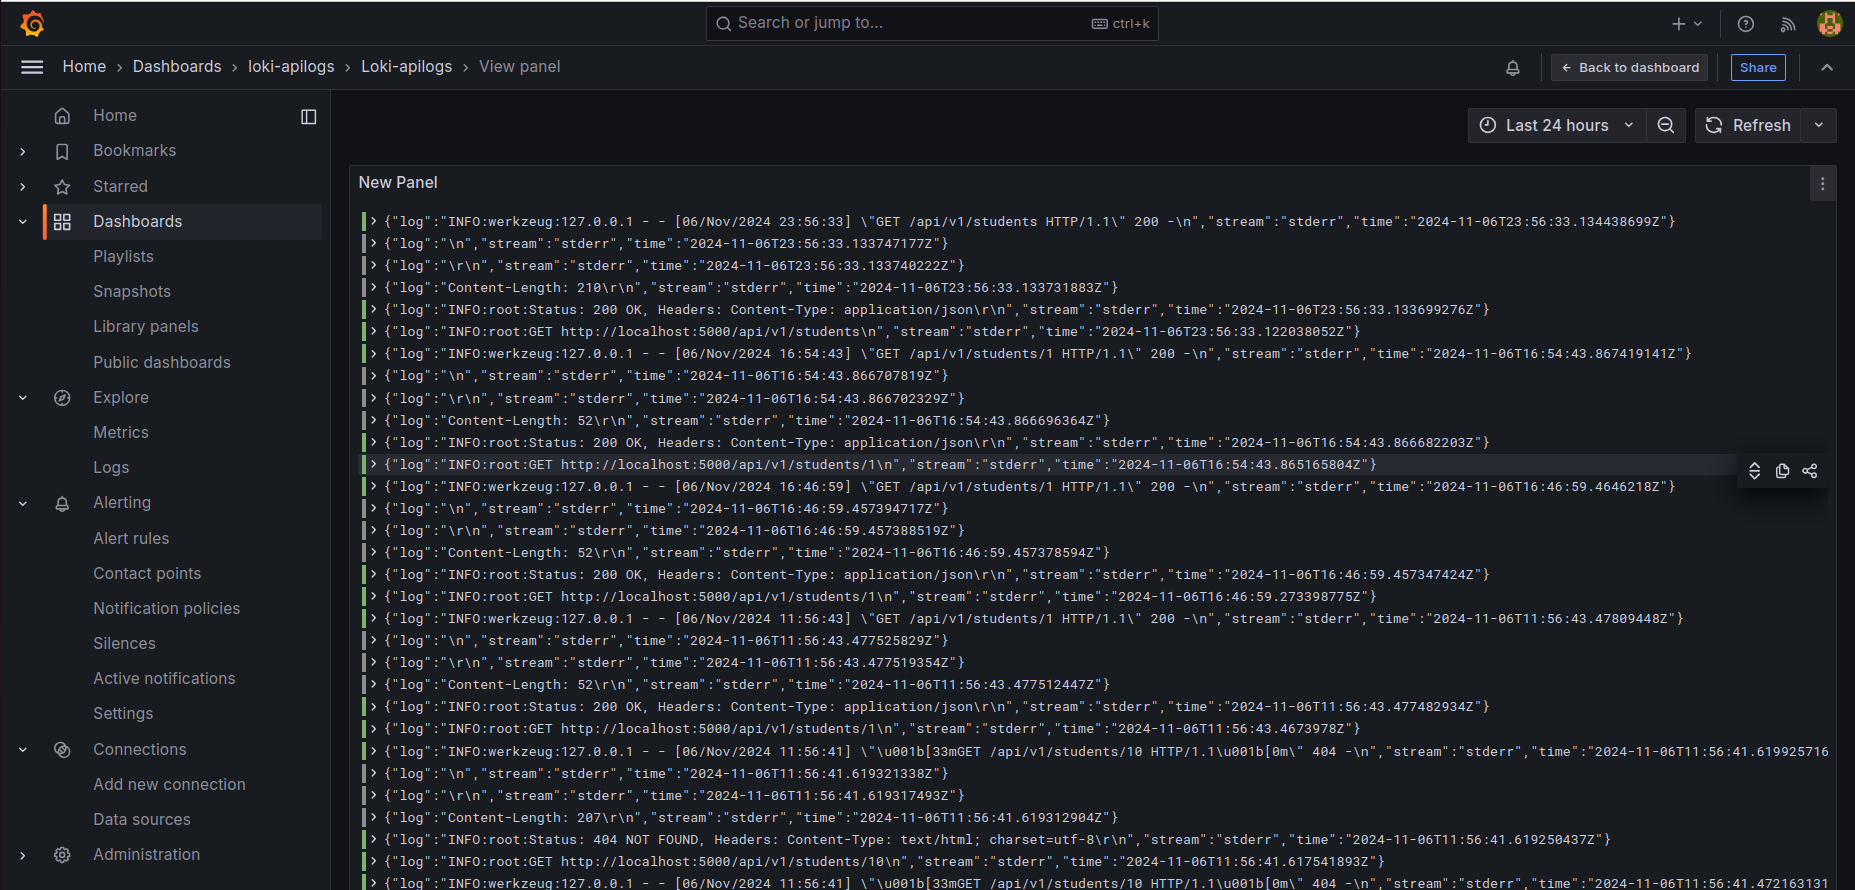 Search or jump to... ctrl+k
Home › Dashboards › loki-apilogs › Loki-apilogs › View panel
← Back to dashboard
Share
Home
Bookmarks
Starred
Dashboards
Playlists
Snapshots
Library panels
Public dashboards
Explore
Metrics
Logs
Alerting
Alert rules
Contact points
Notification policies
Silences
Active notifications
Settings
Connections
Add new connection
Data sources
Administration
Last 24 hours
Refresh
New Panel
{"log":"INFO:werkzeug:127.0.0.1 - - [06/Nov/2024 23:56:33] \"GET /api/v1/students HTTP/1.1\" 200 -\n","stream":"stderr","time":"2024-11-06T23:56:33.134438699Z"}
{"log":"\n","stream":"stderr","time":"2024-11-06T23:56:33.133747177Z"}
{"log":"\r\n","stream":"stderr","time":"2024-11-06T23:56:33.133740222Z"}
{"log":"Content-Length: 210\r\n","stream":"stderr","time":"2024-11-06T23:56:33.133731883Z"}
{"log":"INFO:root:Status: 200 OK, Headers: Content-Type: application/json\r\n","stream":"stderr","time":"2024-11-06T23:56:33.133699276Z"}
{"log":"INFO:root:GET http://localhost:5000/api/v1/students\n","stream":"stderr","time":"2024-11-06T23:56:33.122038052Z"}
{"log":"INFO:werkzeug:127.0.0.1 - - [06/Nov/2024 16:54:43] \"GET /api/v1/students/1 HTTP/1.1\" 200 -\n","stream":"stderr","time":"2024-11-06T16:54:43.867419141Z"}
{"log":"\n","stream":"stderr","time":"2024-11-06T16:54:43.866707819Z"}
{"log":"\r\n","stream":"stderr","time":"2024-11-06T16:54:43.866702329Z"}
{"log":"Content-Length: 52\r\n","stream":"stderr","time":"2024-11-06T16:54:43.866696364Z"}
{"log":"INFO:root:Status: 200 OK, Headers: Content-Type: application/json\r\n","stream":"stderr","time":"2024-11-06T16:54:43.866682203Z"}
{"log":"INFO:root:GET http://localhost:5000/api/v1/students/1\n","stream":"stderr","time":"2024-11-06T16:54:43.865165804Z"}
{"log":"INFO:werkzeug:127.0.0.1 - - [06/Nov/2024 16:46:59] \"GET /api/v1/students/1 HTTP/1.1\" 200 -\n","stream":"stderr","time":"2024-11-06T16:46:59.4646218Z"}
{"log":"\n","stream":"stderr","time":"2024-11-06T16:46:59.457394717Z"}
{"log":"\r\n","stream":"stderr","time":"2024-11-06T16:46:59.457388519Z"}
{"log":"Content-Length: 52\r\n","stream":"stderr","time":"2024-11-06T16:46:59.457378594Z"}
{"log":"INFO:root:Status: 200 OK, Headers: Content-Type: application/json\r\n","stream":"stderr","time":"2024-11-06T16:46:59.457347424Z"}
{"log":"INFO:root:GET http://localhost:5000/api/v1/students/1\n","stream":"stderr","time":"2024-11-06T16:46:59.273398775Z"}
{"log":"INFO:werkzeug:127.0.0.1 - - [06/Nov/2024 11:56:43] \"GET /api/v1/students/1 HTTP/1.1\" 200 -\n","stream":"stderr","time":"2024-11-06T11:56:43.47809448Z"}
{"log":"\n","stream":"stderr","time":"2024-11-06T11:56:43.477525829Z"}
{"log":"\r\n","stream":"stderr","time":"2024-11-06T11:56:43.477519354Z"}
{"log":"Content-Length: 52\r\n","stream":"stderr","time":"2024-11-06T11:56:43.477512447Z"}
{"log":"INFO:root:Status: 200 OK, Headers: Content-Type: application/json\r\n","stream":"stderr","time":"2024-11-06T11:56:43.477482934Z"}
{"log":"INFO:root:GET http://localhost:5000/api/v1/students/1\n","stream":"stderr","time":"2024-11-06T11:56:43.4673978Z"}
{"log":"INFO:werkzeug:127.0.0.1 - - [06/Nov/2024 11:56:41] \"\u001b[33mGET /api/v1/students/10 HTTP/1.1\u001b[0m\" 404 -\n","stream":"stderr","time":"2024-11-06T11:56:41.619925716
{"log":"\n","stream":"stderr","time":"2024-11-06T11:56:41.619321338Z"}
{"log":"\r\n","stream":"stderr","time":"2024-11-06T11:56:41.619317493Z"}
{"log":"Content-Length: 207\r\n","stream":"stderr","time":"2024-11-06T11:56:41.619312904Z"}
{"log":"INFO:root:Status: 404 NOT FOUND, Headers: Content-Type: text/html; charset=utf-8\r\n","stream":"stderr","time":"2024-11-06T11:56:41.619250437Z"}
{"log":"INFO:root:GET http://localhost:5000/api/v1/students/10\n","stream":"stderr","time":"2024-11-06T11:56:41.617541893Z"}
{"log":"INFO:werkzeug:127.0.0.1 - - [06/Nov/2024 11:56:41] \"\u001b[33mGET /api/v1/students/10 HTTP/1.1\u001b[0m\" 404 -\n","stream":"stderr","time":"2024-11-06T11:56:41.472163131